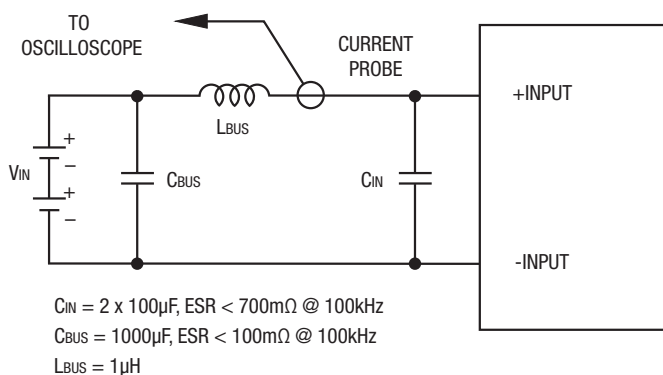 TO
OSCILLOSCOPE
CURRENT
PROBE
+INPUT
LBUS
+
VIN
−
+
−
CBUS
CIN
-INPUT
CIN = 2 x 100µF, ESR < 700mΩ @ 100kHz
CBUS = 1000µF, ESR < 100mΩ @ 100kHz
LBUS = 1µH